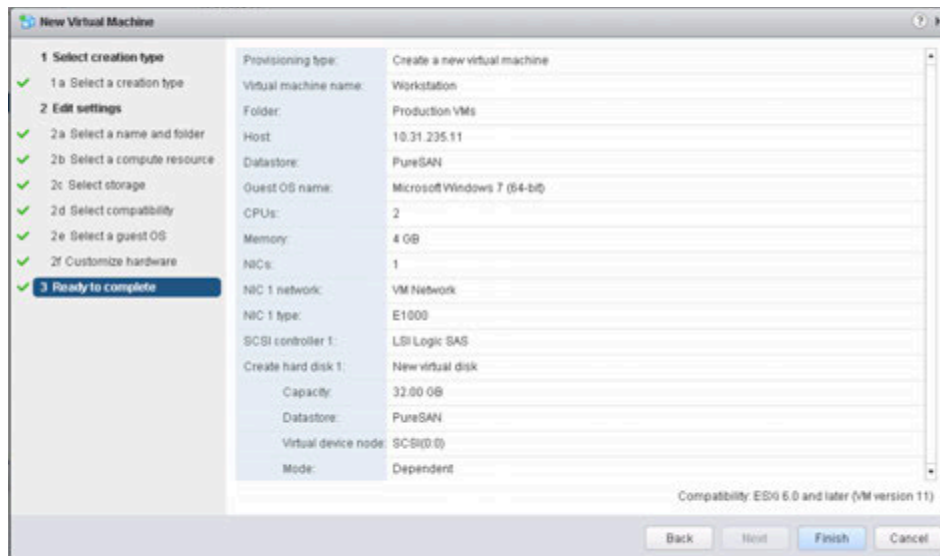 New Virtual Machine
1 Select creation type
1a Select a creation type
2 Edit settings
2a Select a name and folder
2b Select a compute resource
2c Select storage
2d Select compatibility
2e Select a guest OS
2f Customize hardware
3 Ready to complete
Provisioning type: Create a new virtual machine
Virtual machine name: Workstation
Folder: Production VMs
Host: 10.31.235.11
Datastore: PureSAN
Guest OS name: Microsoft Windows 7 (64-bit)
CPUs: 2
Memory: 4 GB
NICs: 1
NIC 1 network: VM Network
NIC 1 type: E1000
SCSI controller 1: LSI Logic SAS
Create hard disk 1: New virtual disk
Capacity: 32.00 GB
Datastore: PureSAN
Virtual device node: SCSI(0:0)
Mode: Dependent
Compatibility: ESXi 6.0 and later (VM version 11)
Back Next Finish Cancel